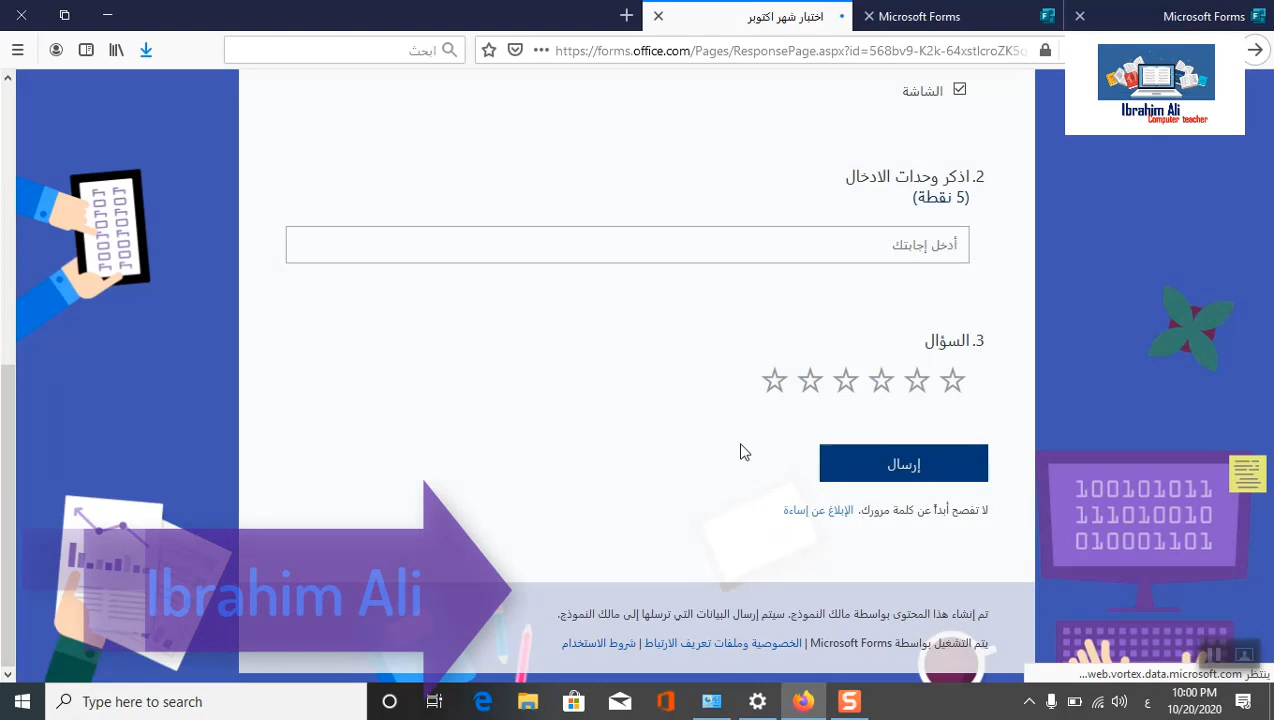 اختبار شهر اكتوبر
Microsoft Forms
Microsoft Forms
ابحث
https://forms.office.com/Pages/ResponsePage.aspx?id=568bv9-K2k-64xstlcroZK5q
Ibrahim Ali
Computer teacher
الشاشة
2. اذكر وحدات الادخال
(5 نقطة)
أدخل إجابتك
3. السؤال
إرسال
لا تفصح أبداً عن كلمة مرورك. الإبلاغ عن إساءة
100101011
111010010
010001101
Ibrahim Ali
تم إنشاء هذا المحتوى بواسطة مالك النموذج. سيتم إرسال البيانات التي ترسلها إلى مالك النموذج.
يتم التشغيل بواسطة Microsoft Forms | الخصوصية وملفات تعريف الارتباط | شروط الاستخدام
ينتظر web.vortex.data.microsoft.com...
Type here to search
ع
10:00 PM
10/20/2020